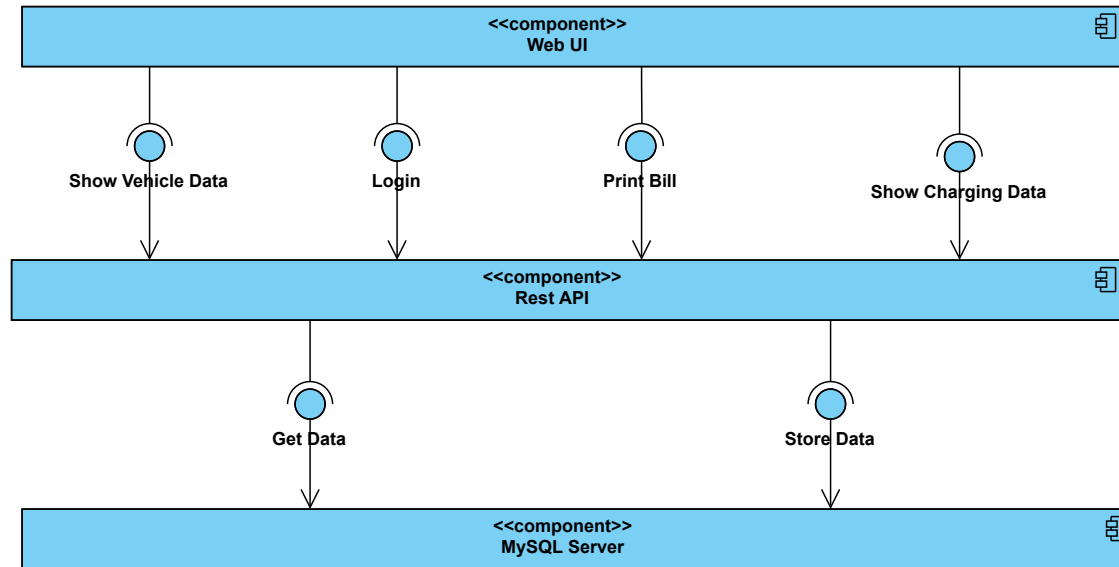 <<component>>
Web UI
Show Vehicle Data
Login
Print Bill
Show Charging Data
<<component>>
Rest API
Get Data
Store Data
<<component>>
MySQL Server